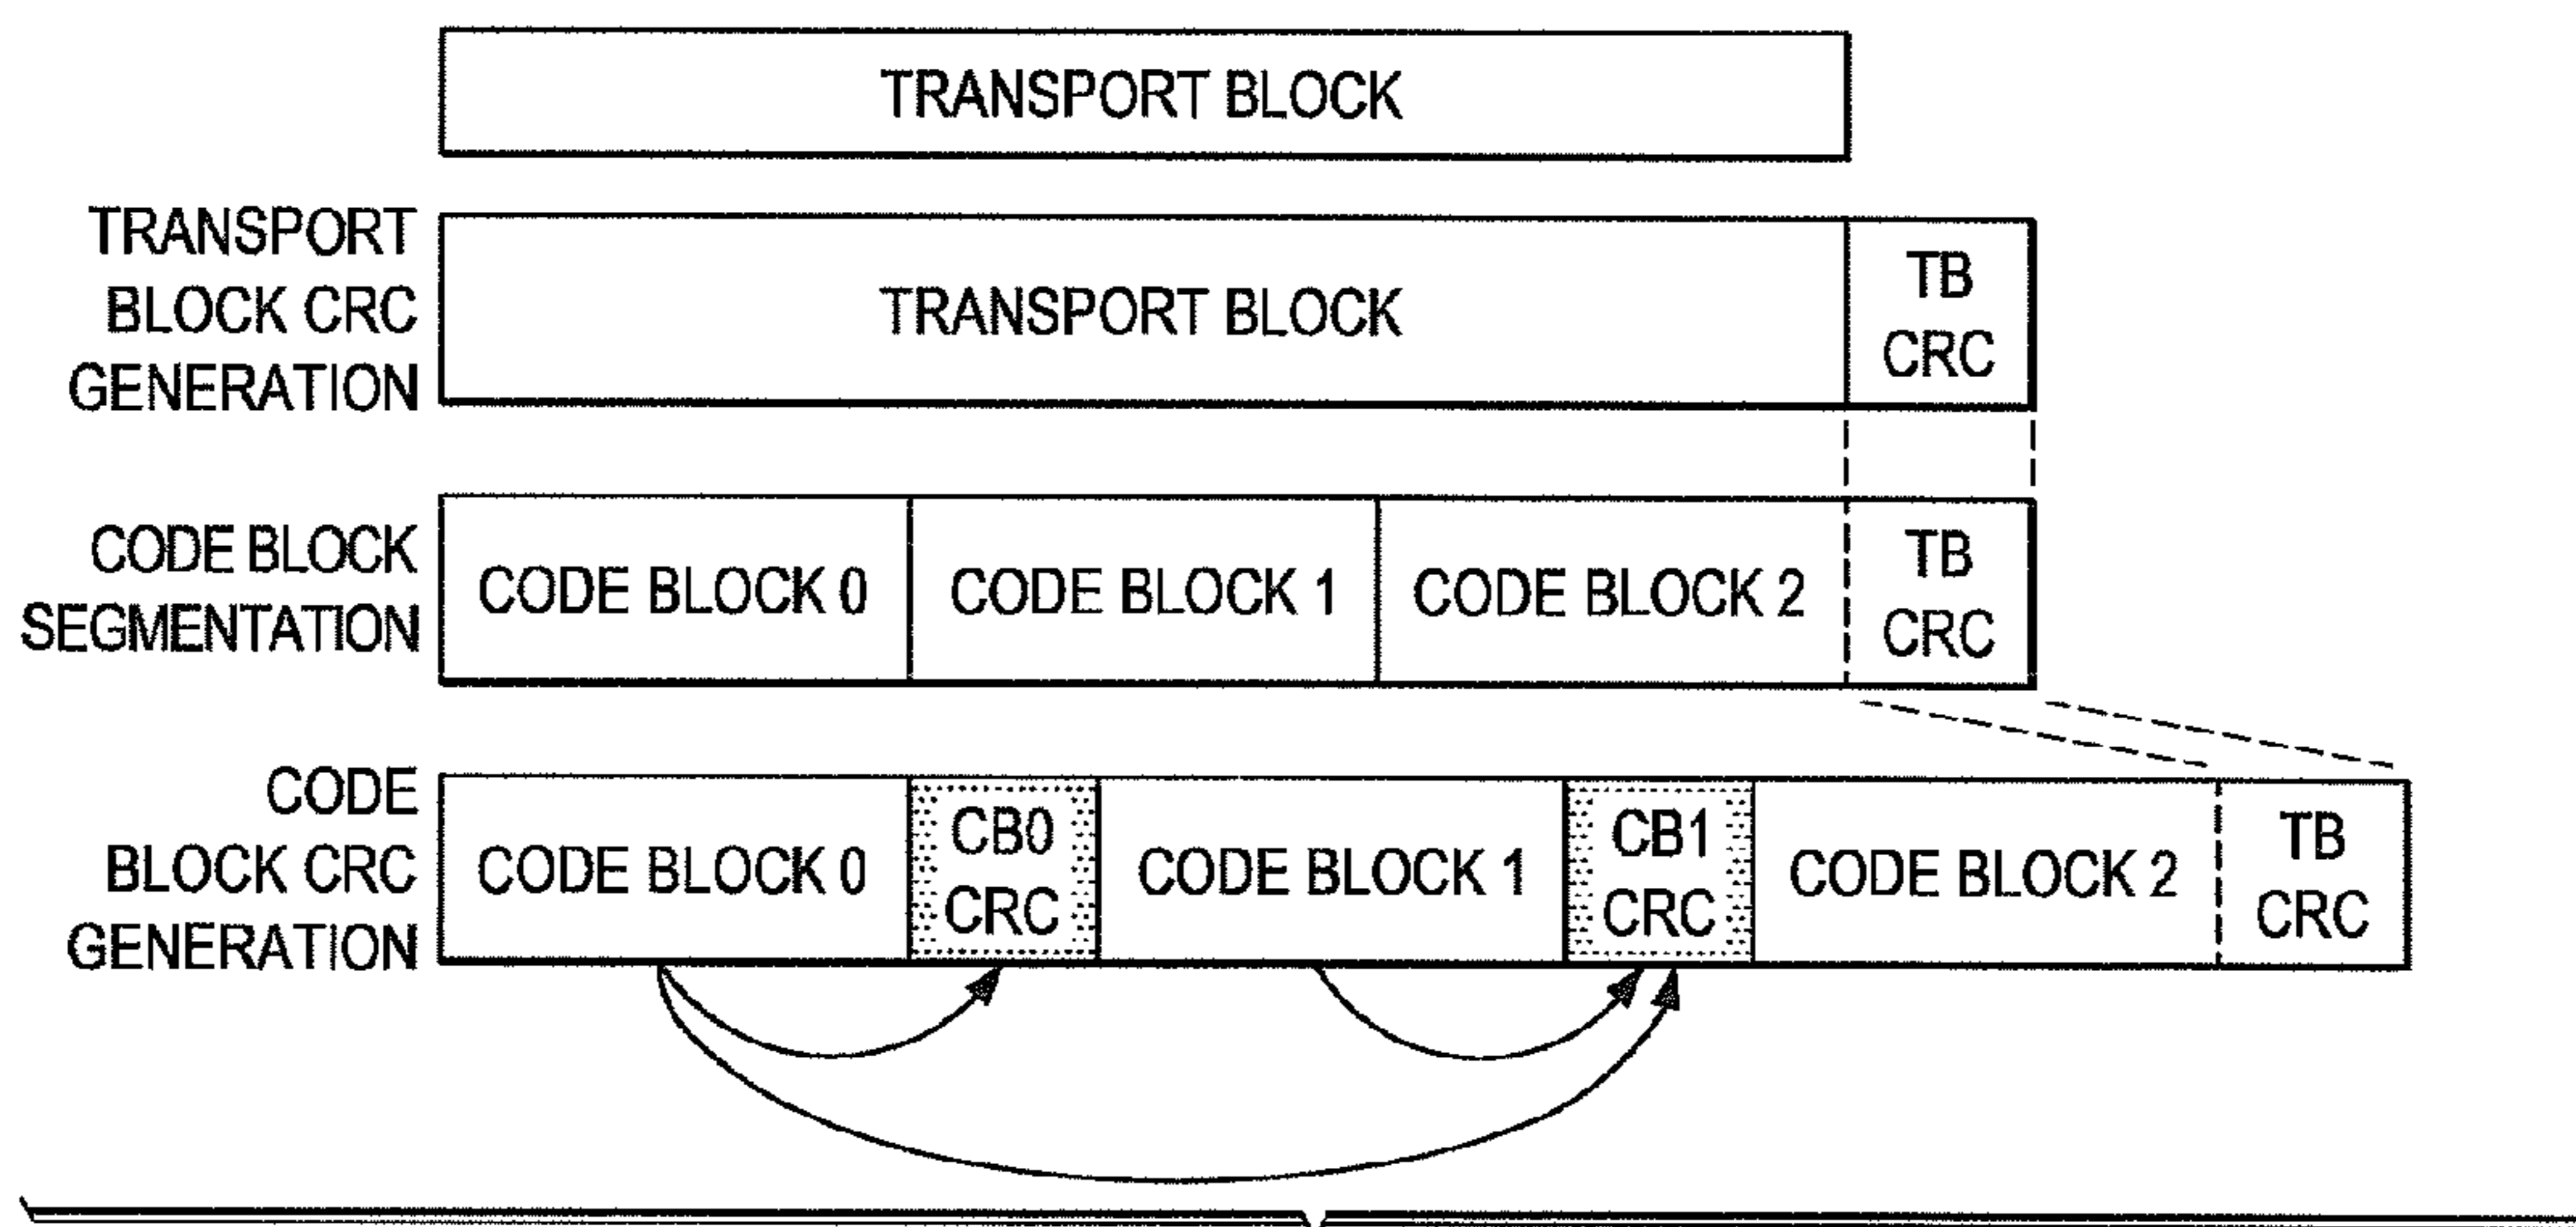 TRANSPORT BLOCK
TRANSPORT
BLOCK CRC
GENERATION
TRANSPORT BLOCK
TB
CRC
CODE BLOCK
SEGMENTATION
CODE BLOCK 0
CODE BLOCK 1
CODE BLOCK 2
TB
CRC
CODE
BLOCK CRC
GENERATION
CODE BLOCK 0
CB0
CRC
CODE BLOCK 1
CB1
CRC
CODE BLOCK 2
TB
CRC